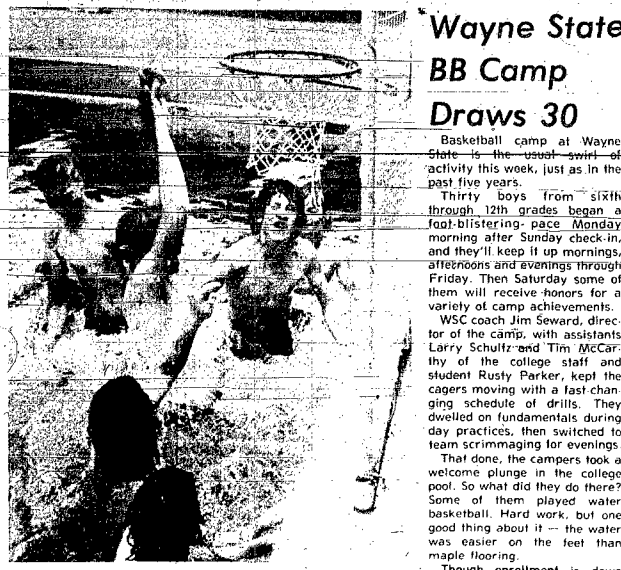 Wayne State
BB Camp
Draws 30
Basketball camp at Wayne
State is the usual swirl of
activity this week, just as in the
past five years.
Thirty boys from sixth
through 12th grades began a
foot-blistering pace Monday
morning after Sunday check-in,
and they'll keep it up mornings,
afternoons and evenings through
Friday. Then Saturday some of
them will receive honors for a
variety of camp achievements.
WSC coach Jim Seward, direc-
tor of the camp, with assistants
Larry Schultz and Tim McCar-
thy of the college staff and
student Rusty Parker, kept the
cagers moving with a fast-chan-
ging schedule of drills. They
dwelled on fundamentals during
day practices, then switched to
team scrimmaging for evenings
That done, the campers took a
welcome plunge in the college
pool. So what did they do there?
Some of them played water
basketball. Hard work, but one
good thing about it — the water
was easier on the feet than
maple flooring.
Though enrollment is down